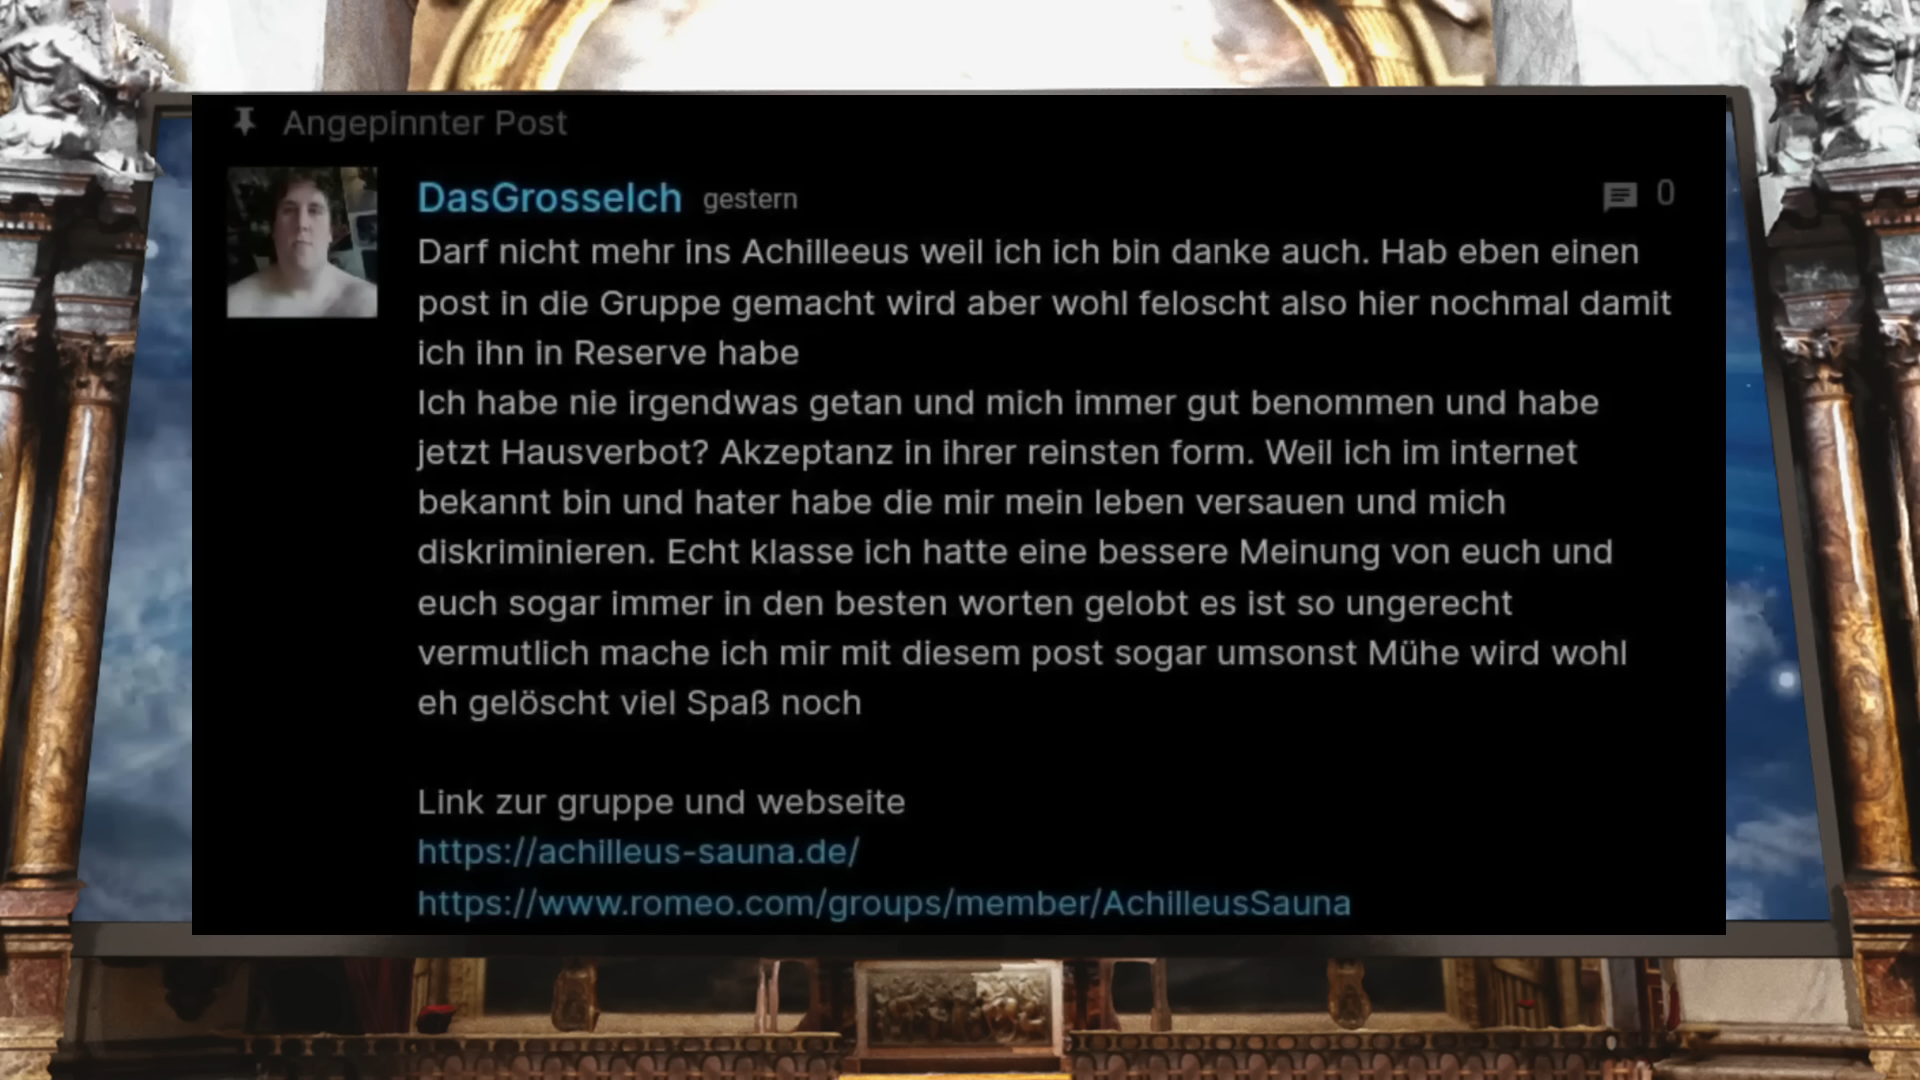 Angepinnter Post
DasGrosseIch gestern 0
Darf nicht mehr ins Achilleeus weil ich ich bin danke auch. Hab eben einen
post in die Gruppe gemacht wird aber wohl feloscht also hier nochmal damit
ich ihn in Reserve habe
Ich habe nie irgendwas getan und mich immer gut benommen und habe
jetzt Hausverbot? Akzeptanz in ihrer reinsten form. Weil ich im internet
bekannt bin und hater habe die mir mein leben versauen und mich
diskriminieren. Echt klasse ich hatte eine bessere Meinung von euch und
euch sogar immer in den besten worten gelobt es ist so ungerecht
vermutlich mache ich mir mit diesem post sogar umsonst Mühe wird wohl
eh gelöscht viel Spaß noch
Link zur gruppe und webseite
https://achilleus-sauna.de/
https://www.romeo.com/groups/member/AchilleusSauna